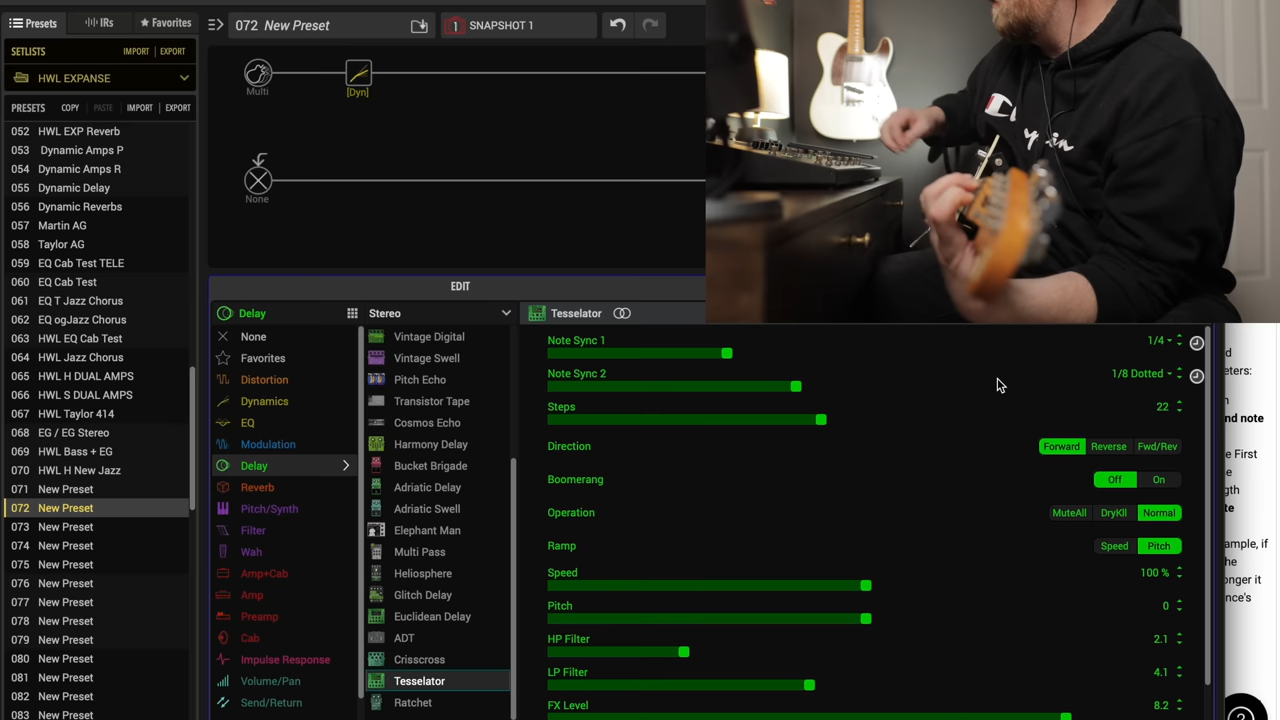 Presets
IRs
Favorites
072 New Preset
1 SNAPSHOT 1
SETLISTS
IMPORT
EXPORT
HWL EXPANSE
PRESETS
COPY
PASTE
IMPORT
EXPORT
052 HWL EXP Reverb
053 Dynamic Amps P
054 Dynamic Amps R
055 Dynamic Delay
056 Dynamic Reverbs
057 Martin AG
058 Taylor AG
059 EQ Cab Test TELE
060 EQ Cab Test
061 EQ T Jazz Chorus
062 EQ ogJazz Chorus
063 HWL EQ Cab Test
064 HWL Jazz Chorus
065 HWL H DUAL AMPS
066 HWL S DUAL AMPS
067 HWL Taylor 414
068 EG / EG Stereo
069 HWL Bass + EG
070 HWL H New Jazz
071 New Preset
072 New Preset
073 New Preset
074 New Preset
075 New Preset
076 New Preset
077 New Preset
078 New Preset
079 New Preset
080 New Preset
081 New Preset
082 New Preset
083 New Preset
Multi
[Dyn]
None
EDIT
Delay
None
Favorites
Distortion
Dynamics
EQ
Modulation
Delay
Reverb
Pitch/Synth
Filter
Wah
Amp+Cab
Amp
Preamp
Cab
Impulse Response
Volume/Pan
Send/Return
Stereo
Vintage Digital
Vintage Swell
Pitch Echo
Transistor Tape
Cosmos Echo
Harmony Delay
Bucket Brigade
Adriatic Delay
Adriatic Swell
Elephant Man
Multi Pass
Heliosphere
Glitch Delay
Euclidean Delay
ADT
Crisscross
Tesselator
Ratchet
Tesselator
Note Sync 1 1/4
Note Sync 2 1/8 Dotted
Steps 22
Direction Forward Reverse Fwd/Rev
Boomerang Off On
Operation MuteAll DryKll Normal
Ramp Speed Pitch
Speed 100 %
Pitch 0
HP Filter 2.1
LP Filter 4.1
FX Level 8.2
eters:
nd note
e First
gth
ample, if
he
onger it
nce's